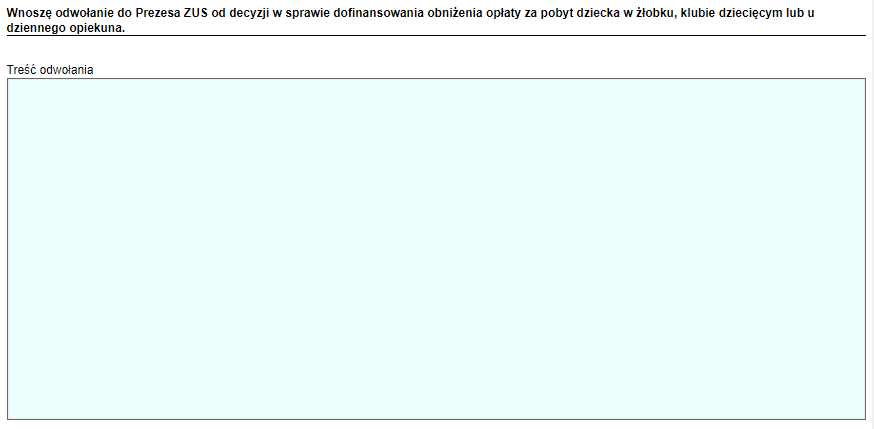 Wnoszę odwołanie do Prezesa ZUS od decyzji w sprawie dofinansowania obniżenia opłaty za pobyt dziecka w żłobku, klubie dziecięcym lub u
dziennego opiekuna.
Treść odwołania